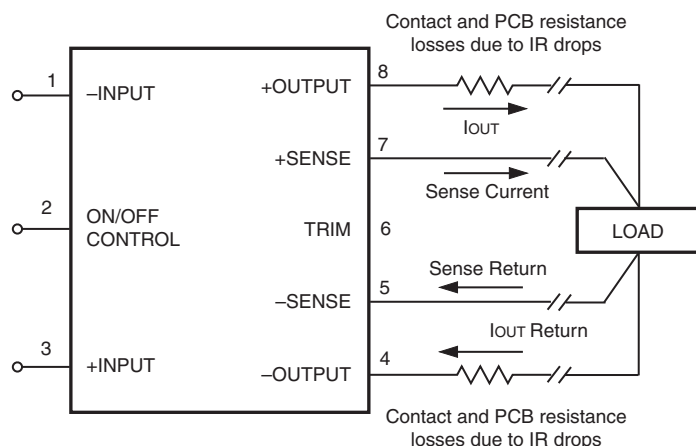 Contact and PCB resistance
losses due to IR drops
1
–INPUT
+OUTPUT
8
IOUT
+SENSE
7
Sense Current
2
ON/OFF
CONTROL
TRIM
6
LOAD
Sense Return
–SENSE
5
IOUT Return
3
+INPUT
–OUTPUT
4
Contact and PCB resistance
losses due to IR drops